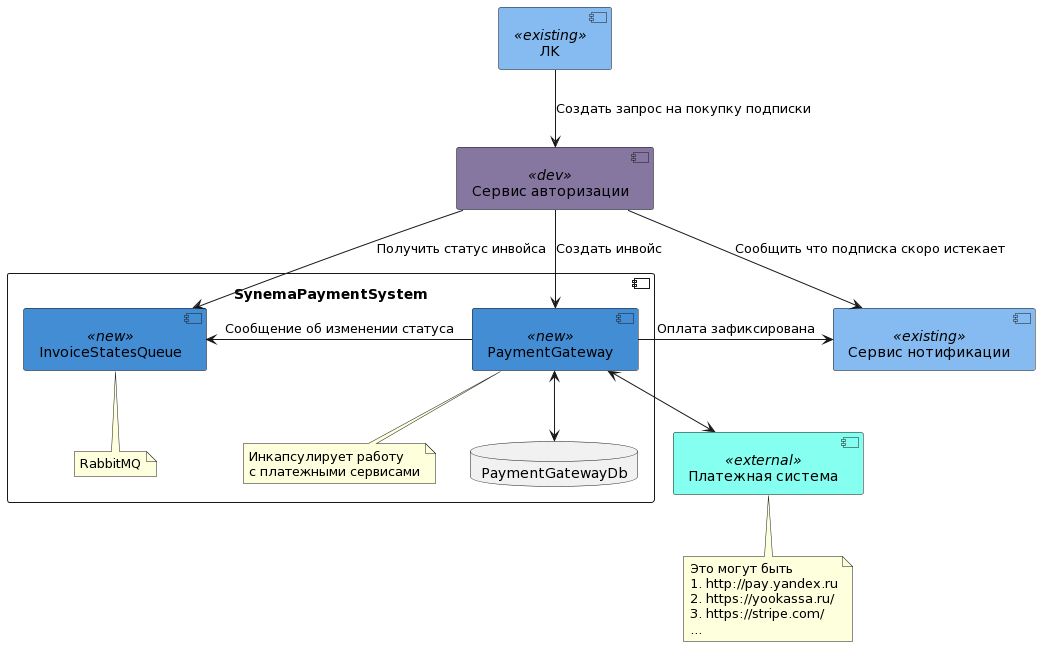 «existing»
ЛК
Создать запрос на покупку подписки
«dev»
Сервис авторизации
Получить статус инвойса
Создать инвойс
Сообщить что подписка скоро истекает
SynemaPaymentSystem
«new»
InvoiceStatesQueue
Сообщение об изменении статуса
«new»
PaymentGateway
Оплата зафиксирована
«existing»
Сервис нотификации
RabbitMQ
Инкапсулирует работу
с платежными сервисами
PaymentGatewayDb
«external»
Платежная система
Это могут быть
1. http://pay.yandex.ru
2. https://yookassa.ru/
3. https://stripe.com/
...